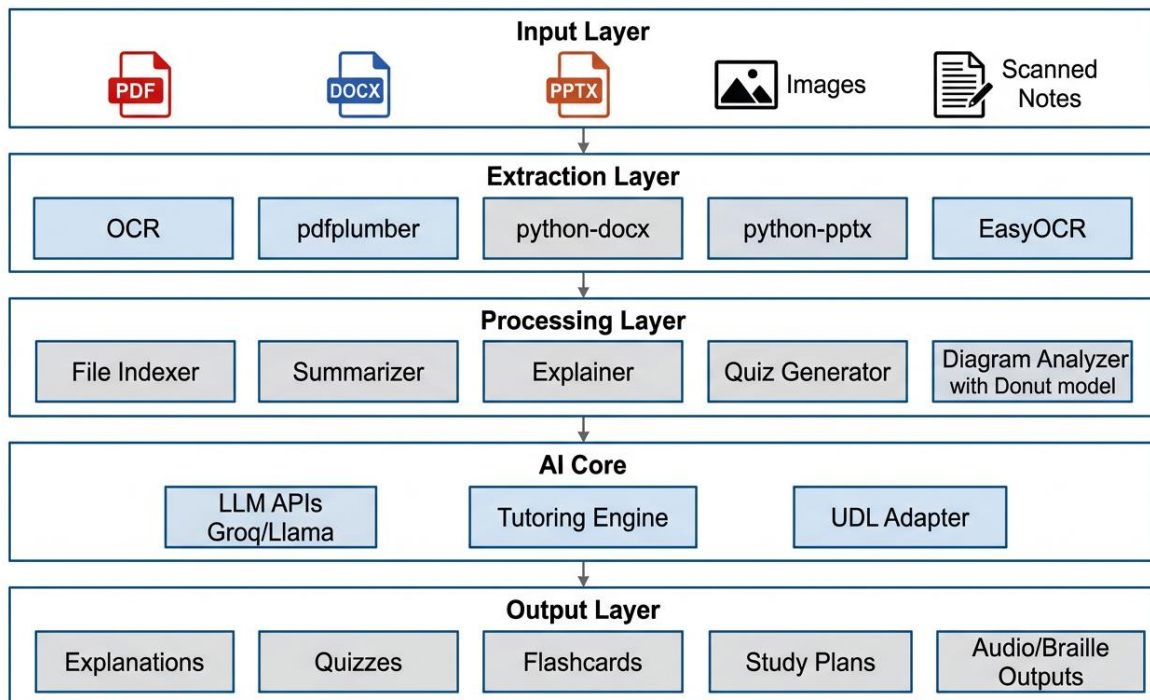 Input Layer
PDF
DOCX
PPTX
Images
Scanned
Notes
Extraction Layer
OCR
pdfplumber
python-docx
python-pptx
EasyOCR
Processing Layer
File Indexer
Summarizer
Explainer
Quiz Generator
Diagram Analyzer
with Donut model
AI Core
LLM APIs
Groq/Llama
Tutoring Engine
UDL Adapter
Output Layer
Explanations
Quizzes
Flashcards
Study Plans
Audio/Braille
Outputs